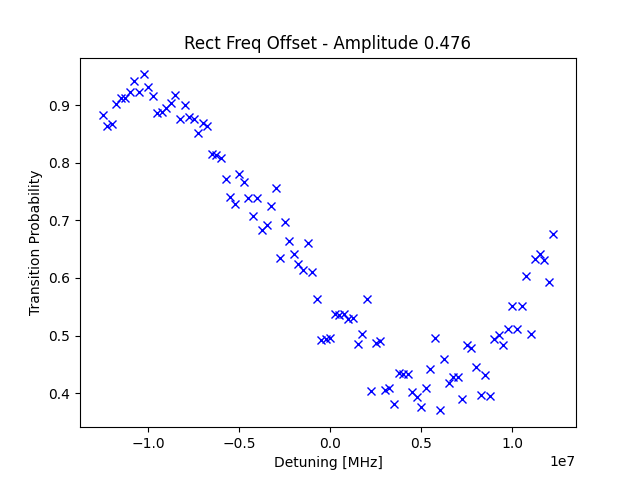 Rect Freq Offset - Amplitude 0.476
0.9
0.8
0.7
0.6
0.5
0.4
Transition Probability
−1.0
−0.5
0.0
0.5
1.0
1e7
Detuning [MHz]